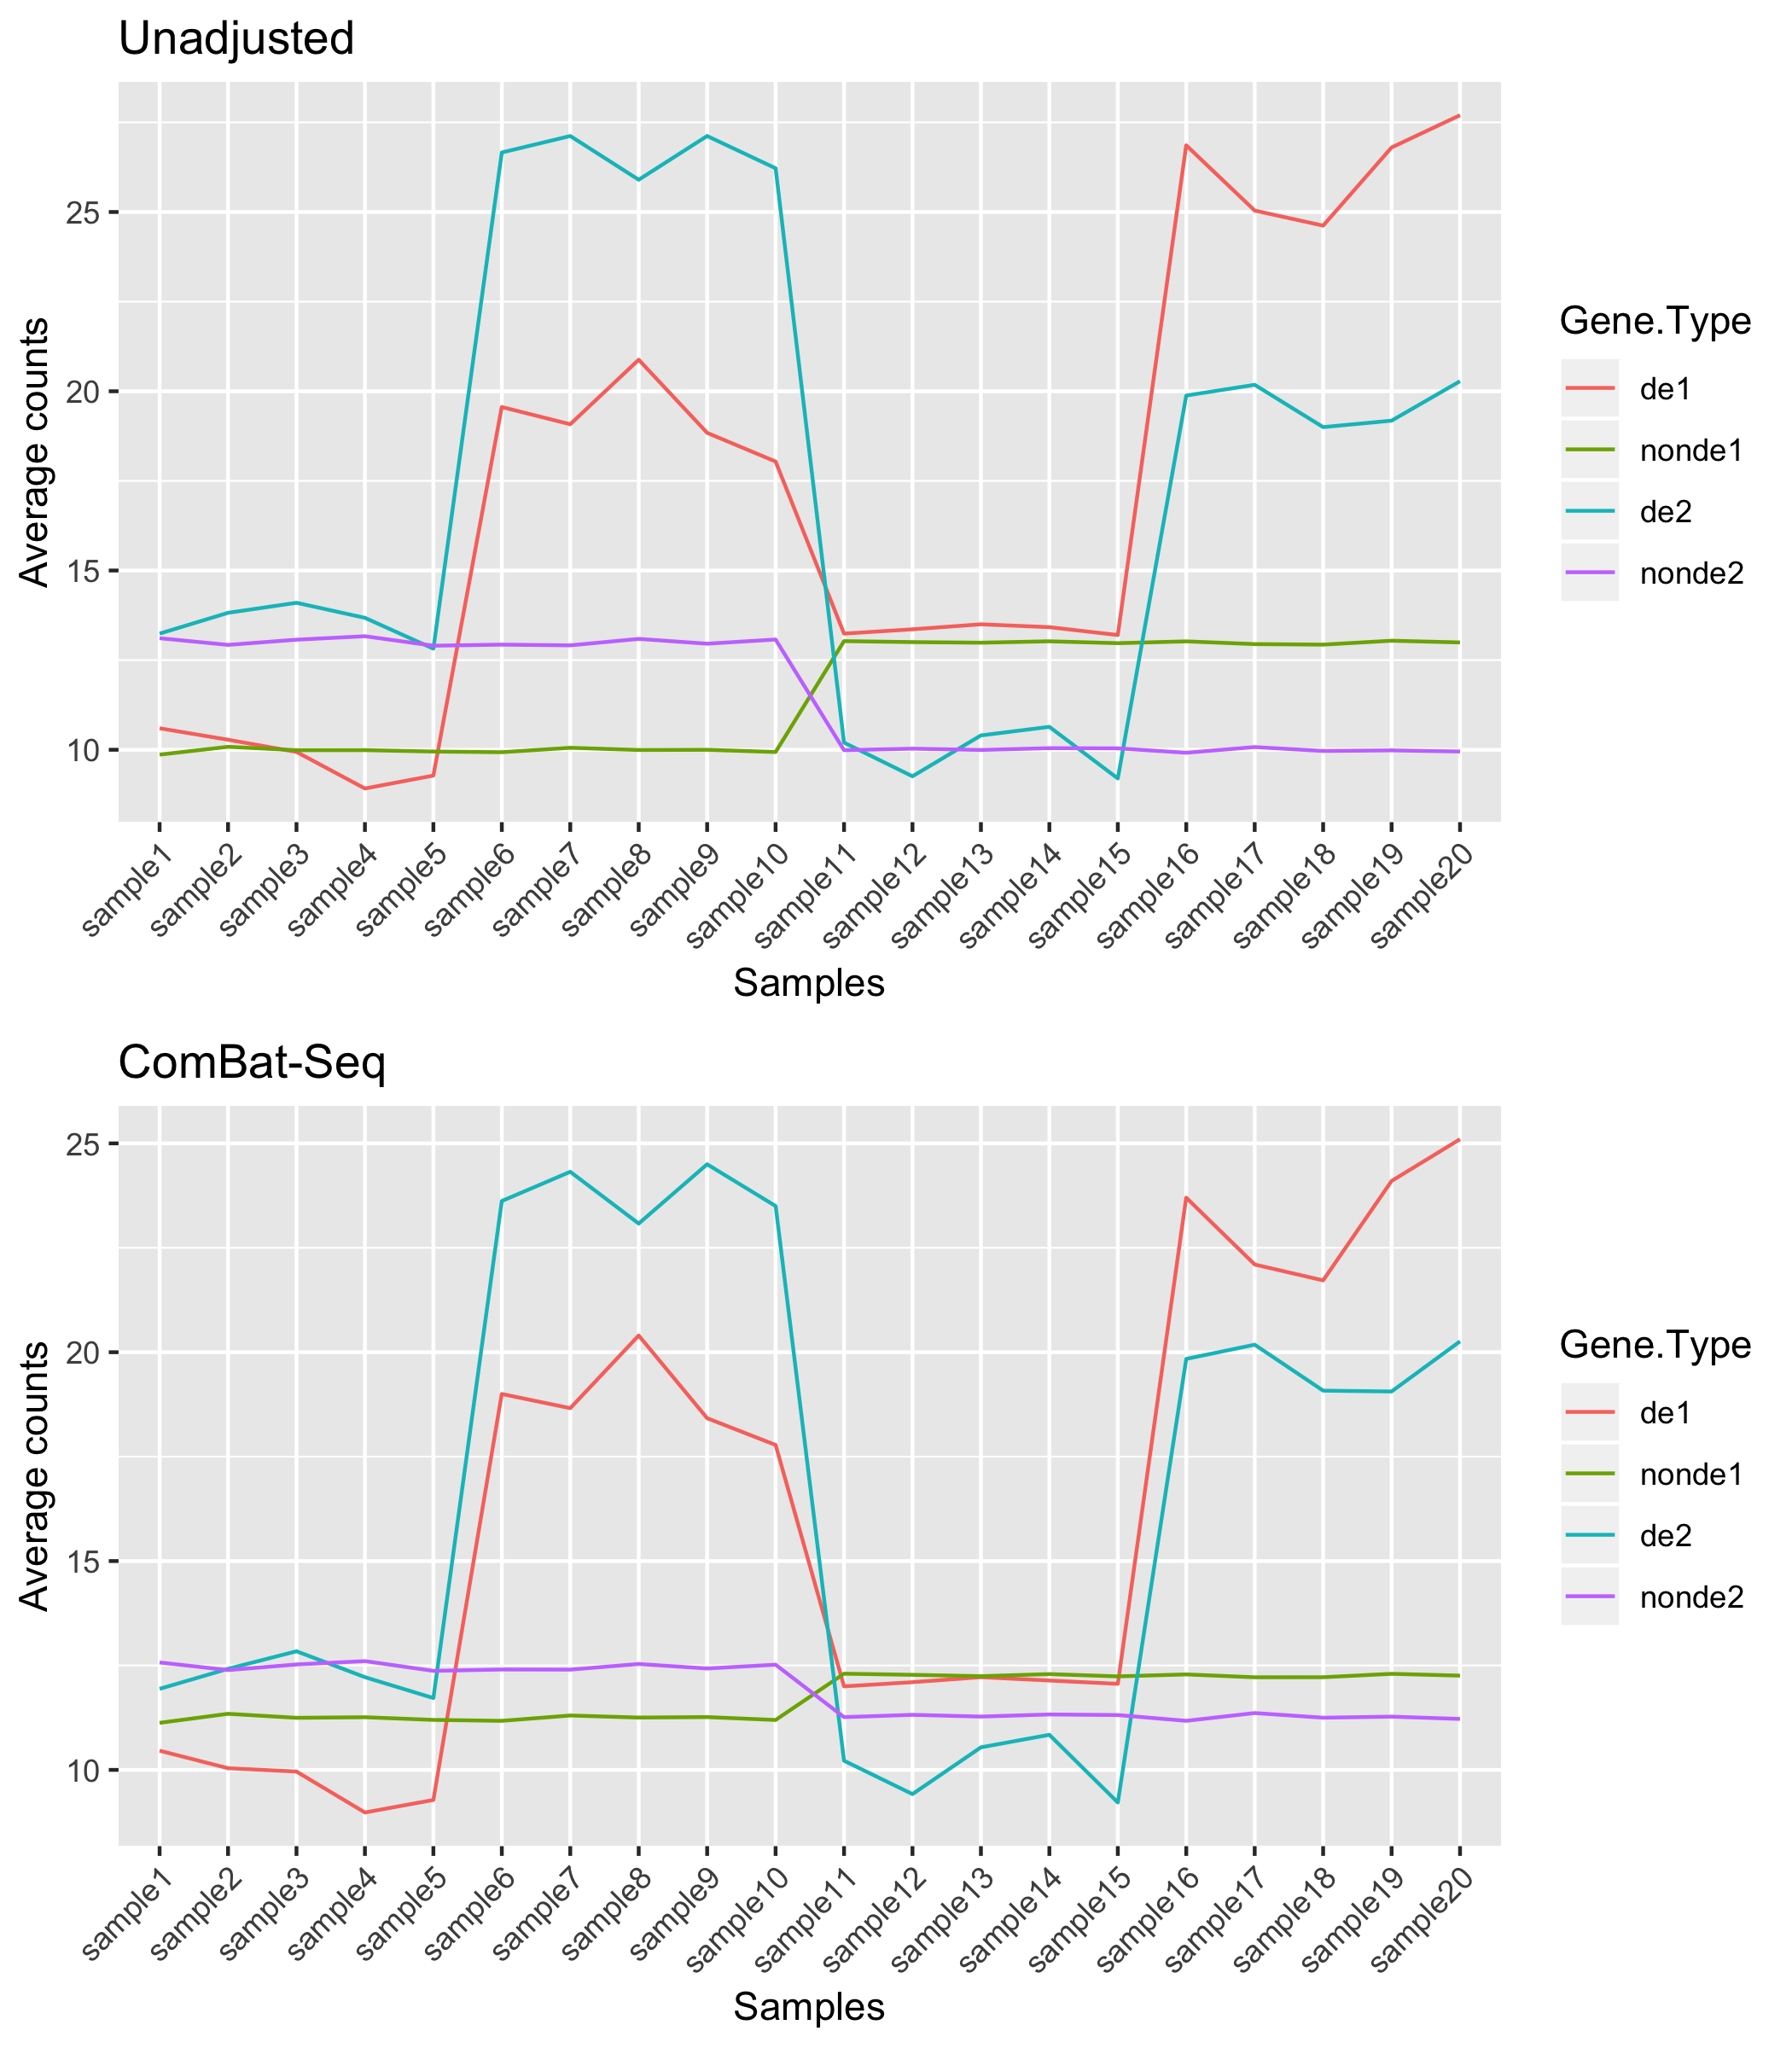 Unadjusted
Average counts
25
20
15
10
sample1
sample2
sample3
sample4
sample5
sample6
sample7
sample8
sample9
sample10
sample11
sample12
sample13
sample14
sample15
sample16
sample17
sample18
sample19
sample20
Samples
Gene.Type
de1
nonde1
de2
nonde2
ComBat-Seq
Average counts
25
20
15
10
sample1
sample2
sample3
sample4
sample5
sample6
sample7
sample8
sample9
sample10
sample11
sample12
sample13
sample14
sample15
sample16
sample17
sample18
sample19
sample20
Samples
Gene.Type
de1
nonde1
de2
nonde2